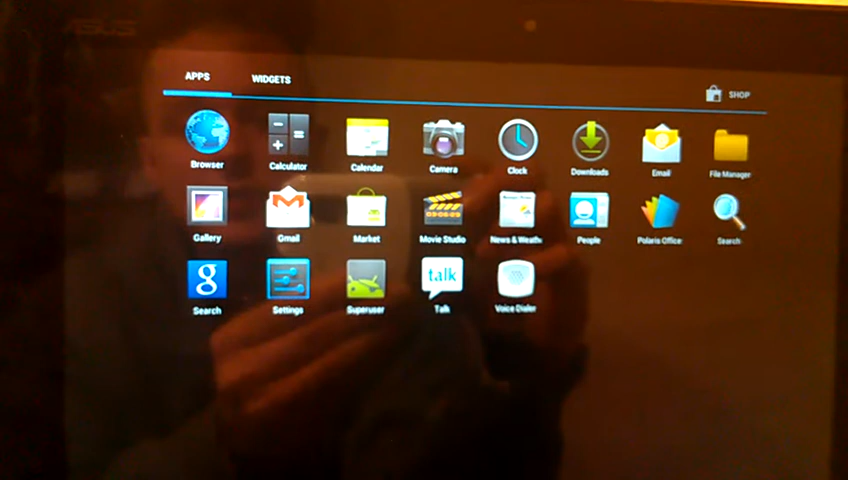 ASUS
APPS WIDGETS
SHOP
Browser Calculator Calendar Camera Clock Downloads Email File Manager
Gallery Gmail Market Movie Studio News & Weath People Polaris Office Search
talk
Search Settings Superuser Talk Voice Dialer